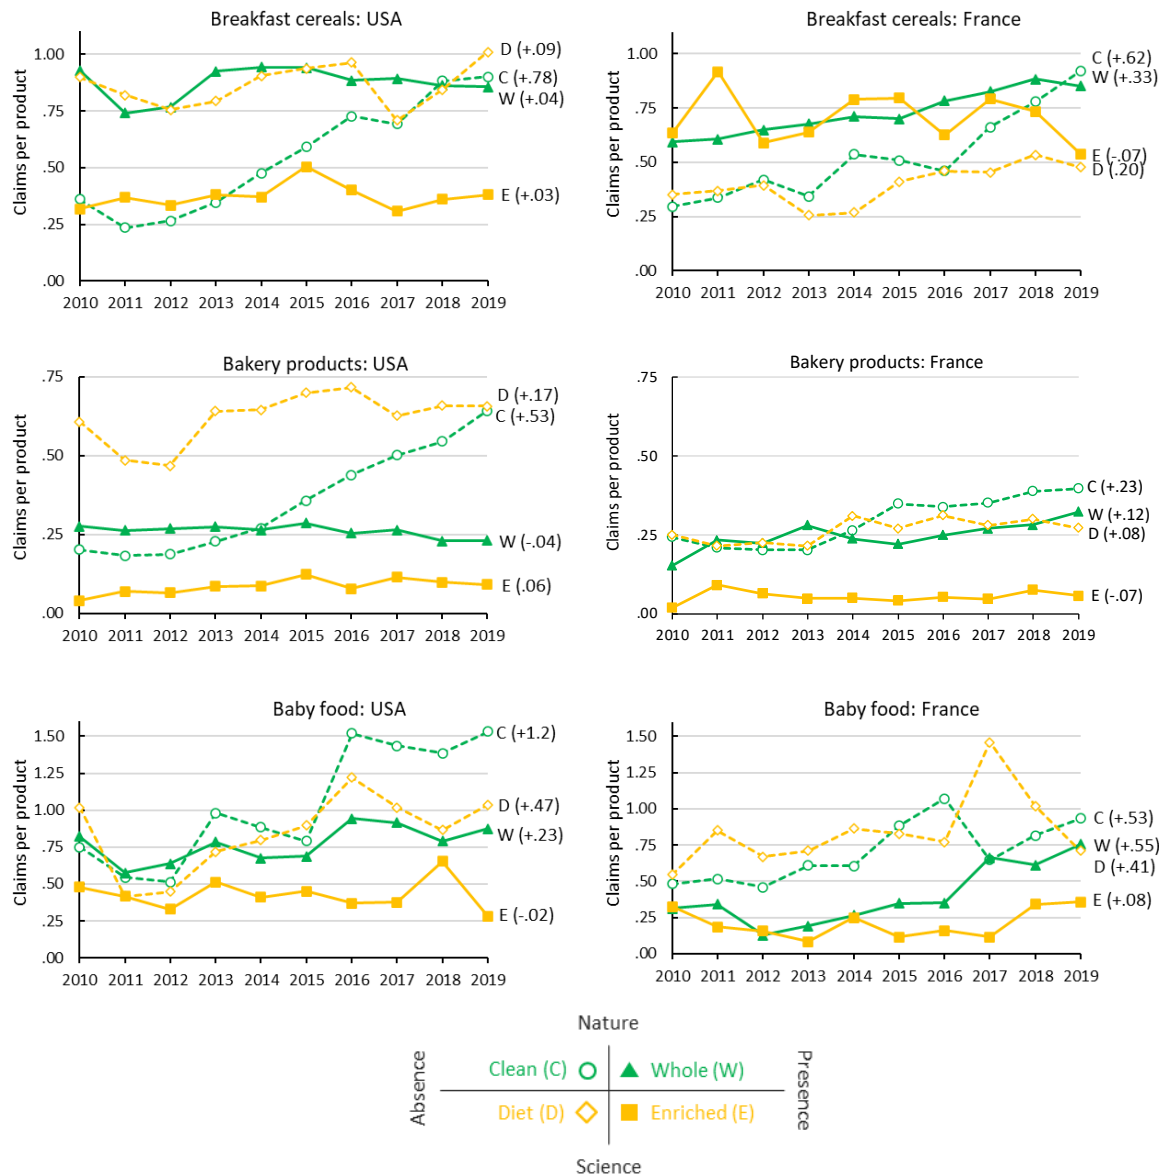 Breakfast cereals: USA
Claims per product
1.00
.75
.50
.25
.00
2010 2011 2012 2013 2014 2015 2016 2017 2018 2019
D (+.09)
C (+.78)
W (+.04)
E (+.03)
Breakfast cereals: France
Claims per product
1.00
.75
.50
.25
.00
2010 2011 2012 2013 2014 2015 2016 2017 2018 2019
C (+.62)
W (+.33)
E (-.07)
D (.20)
Bakery products: USA
Claims per product
.75
.50
.25
.00
2010 2011 2012 2013 2014 2015 2016 2017 2018 2019
D (+.17)
C (+.53)
W (-.04)
E (.06)
Bakery products: France
Claims per product
.75
.50
.25
.00
2010 2011 2012 2013 2014 2015 2016 2017 2018 2019
C (+.23)
W (+.12)
D (+.08)
E (-.07)
Baby food: USA
Claims per product
1.50
1.25
1.00
.75
.50
.25
.00
2010 2011 2012 2013 2014 2015 2016 2017 2018 2019
C (+1.2)
D (+.47)
W (+.23)
E (-.02)
Baby food: France
Claims per product
1.50
1.25
1.00
.75
.50
.25
.00
2010 2011 2012 2013 2014 2015 2016 2017 2018 2019
C (+.53)
W (+.55)
D (+.41)
E (+.08)
Nature
Absence
Clean (C)
Whole (W)
Diet (D)
Enriched (E)
Presence
Science